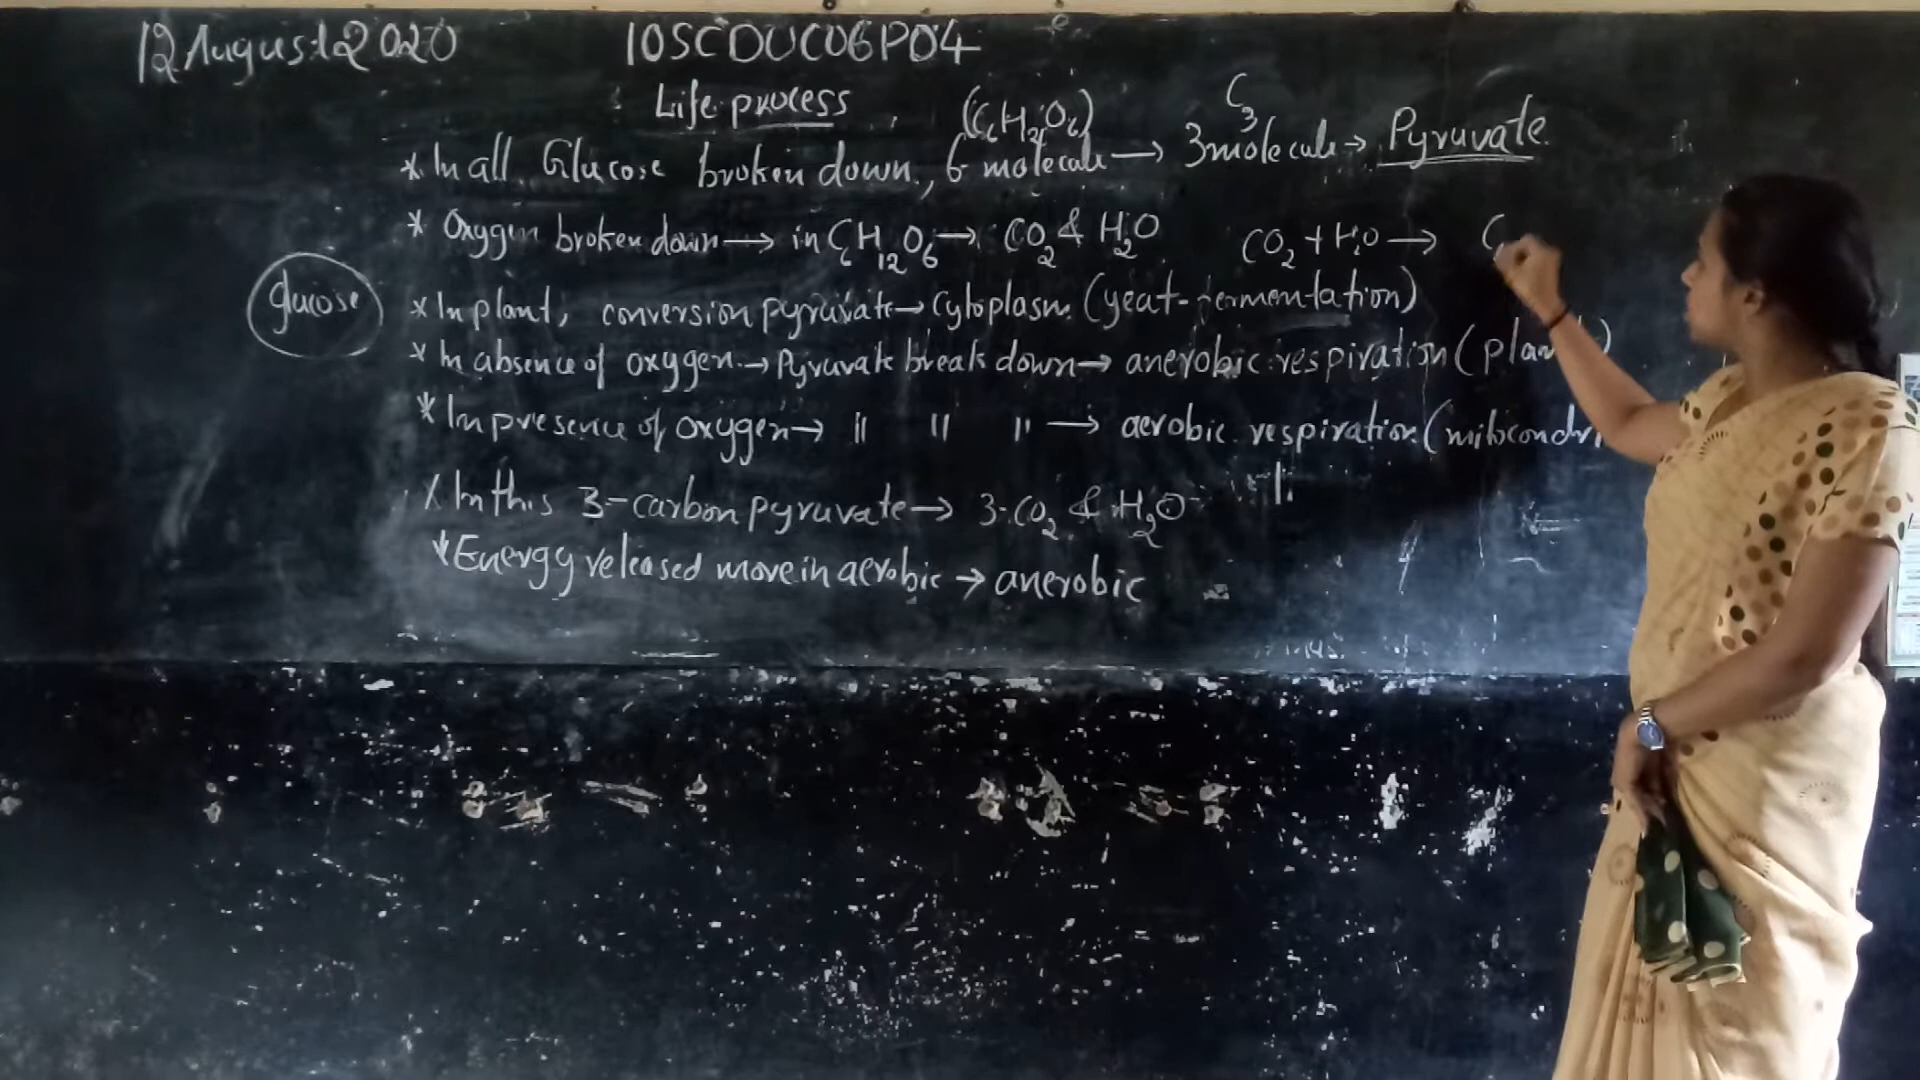 12 August 2020 10SCDUC06P04
Life process
(C6H12O6) C3
* In all Glucose broken down, 6 molecule → 3 molecule → Pyruvate
* Oxygen broken down → in C6H12O6 → CO2 & H2O CO2 + H2O → C
glucose
* In plant, conversion pyruvate → Cytoplasm (yeat-fermentation)
* In absence of oxygen → Pyruvate break down → anerobic respiration (plan )
* In presence of oxygen → " " " → aerobic respiration (mitocondri
* In this 3-carbon pyruvate → 3-CO2 & H2O
* Energy released more in aerobic → anerobic